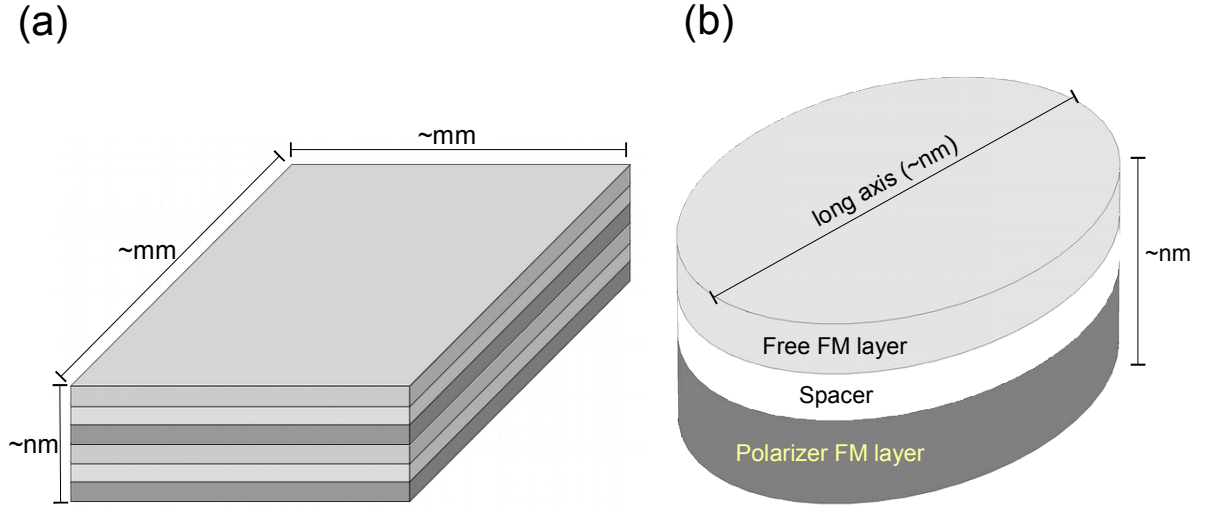 (a)
~mm
~mm
~nm
(b)
long axis (~nm)
~nm
Free FM layer
Spacer
Polarizer FM layer